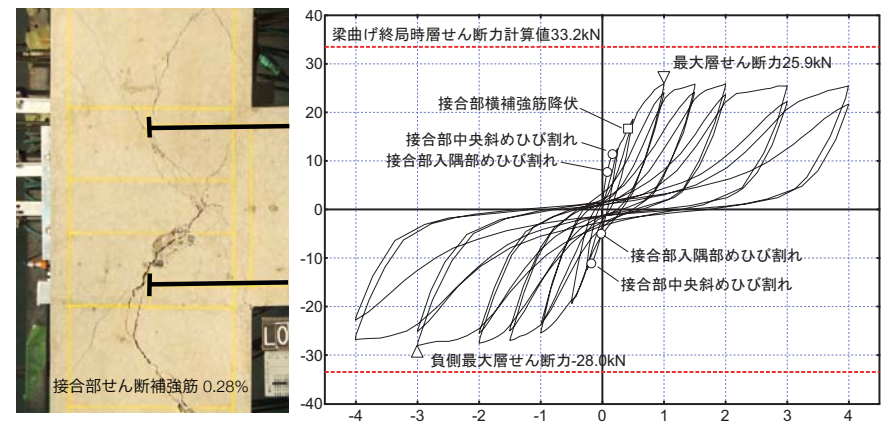 接合部せん断補強筋 0.28%
LO
40
30
20
10
0
-10
-20
-30
-40
梁曲げ終局時層せん断力計算値33.2kN
最大層せん断力25.9kN
接合部横補強筋降伏
接合部中央斜めひび割れ
接合部入隅部めひび割れ
接合部入隅部めひび割れ
接合部中央斜めひび割れ
負側最大層せん断力-28.0kN
-4 -3 -2 -1 0 1 2 3 4